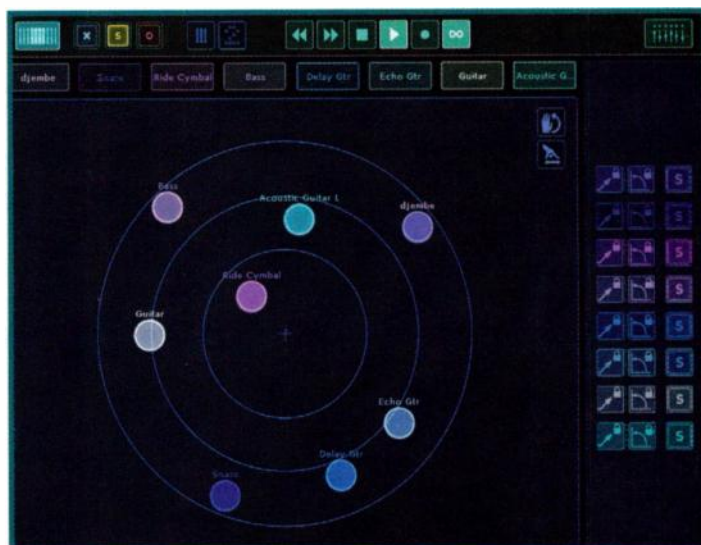 X S O
djembe Snare Ride Cymbal Bass Delay Gtr Echo Gtr Guitar Acoustic G...
Bass
Acoustic Guitar L
djembe
Ride Cymbal
Guitar
Echo Gtr
Delay Gtr
Snare
S
S
S
S
S
S
S
S